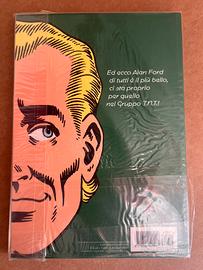 Ed ecco Alan Ford
di tutti è il più bello,
ci sta proprio
per quello
nel Gruppo T.N.T.!